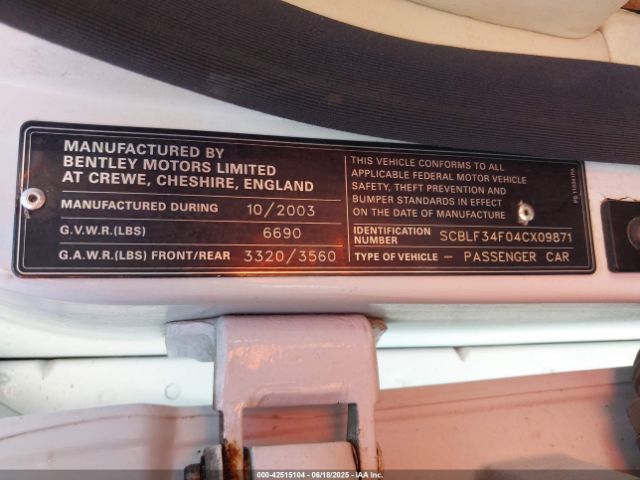 MANUFACTURED BY
BENTLEY MOTORS LIMITED
AT CREWE, CHESHIRE, ENGLAND
MANUFACTURED DURING 10/2003
G.V.W.R.(LBS) 6690
G.A.W.R.(LBS) FRONT/REAR 3320/3560
THIS VEHICLE CONFORMS TO ALL
APPLICABLE FEDERAL MOTOR VEHICLE
SAFETY, THEFT PREVENTION AND
BUMPER STANDARDS IN EFFECT
ON THE DATE OF MANUFACTURE
IDENTIFICATION
NUMBER SCBLF34F04CX09871
TYPE OF VEHICLE – PASSENGER CAR
000-42515104 - 06/18/2025 - IAA Inc.